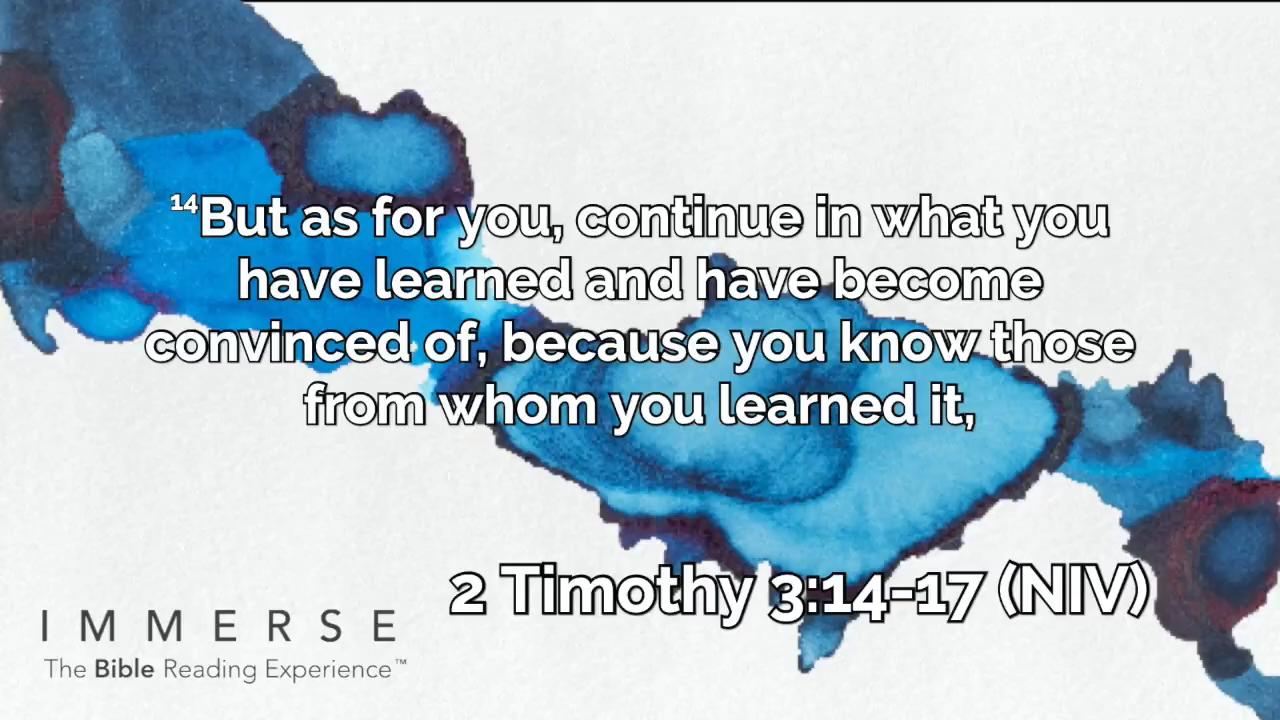 ¹⁴But as for you, continue in what you
have learned and have become
convinced of, because you know those
from whom you learned it,
2 Timothy 3:14-17 (NIV)
IMMERSE
The Bible Reading Experience™